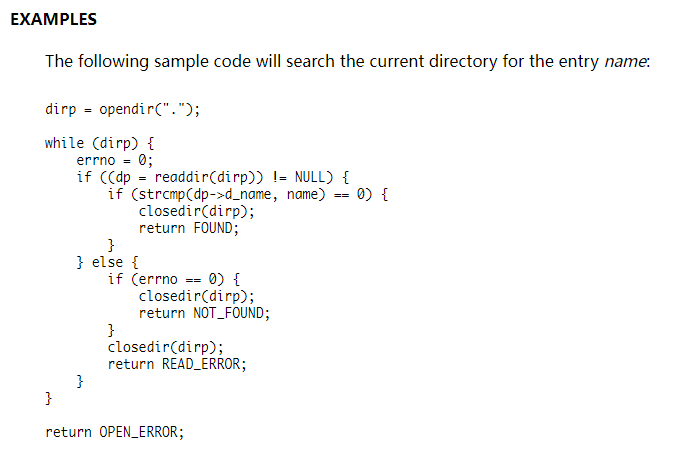 EXAMPLES
The following sample code will search the current directory for the entry name:
dirp = opendir(".");
while (dirp) {
    errno = 0;
    if ((dp = readdir(dirp)) != NULL) {
        if (strcmp(dp->d_name, name) == 0) {
            closedir(dirp);
            return FOUND;
        }
    } else {
        if (errno == 0) {
            closedir(dirp);
            return NOT_FOUND;
        }
        closedir(dirp);
        return READ_ERROR;
    }
}
return OPEN_ERROR;